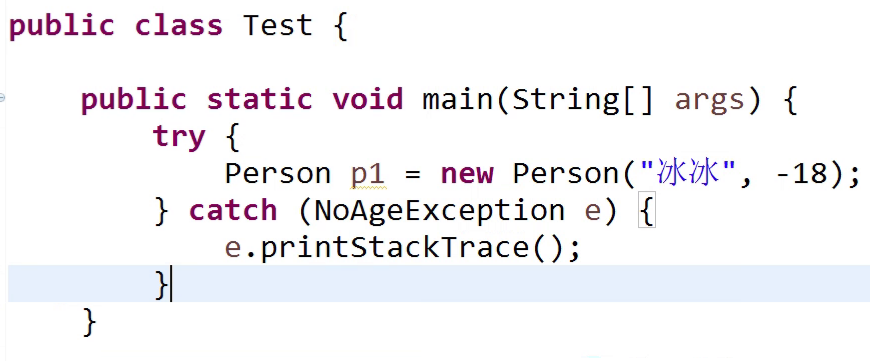 public class Test {
public static void main(String[] args) {
try {
Person p1 = new Person("冰冰", -18);
} catch (NoAgeException e) {
e.printStackTrace();
}
}